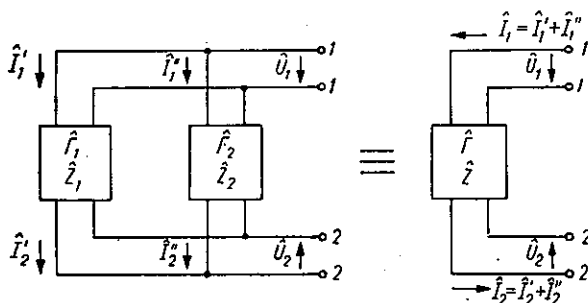 Î₁ = Î₁' + Î₁''
1
Î₁'
Î₁''
Û₁
1
Γ̂₁
Ẑ₁
Γ̂₂
Ẑ₂
≡
Û₁
1
1
Γ̂
Ẑ
Î₂'
Î₂''
Û₂
2
2
Û₂
2
2
Î₂ = Î₂' + Î₂''